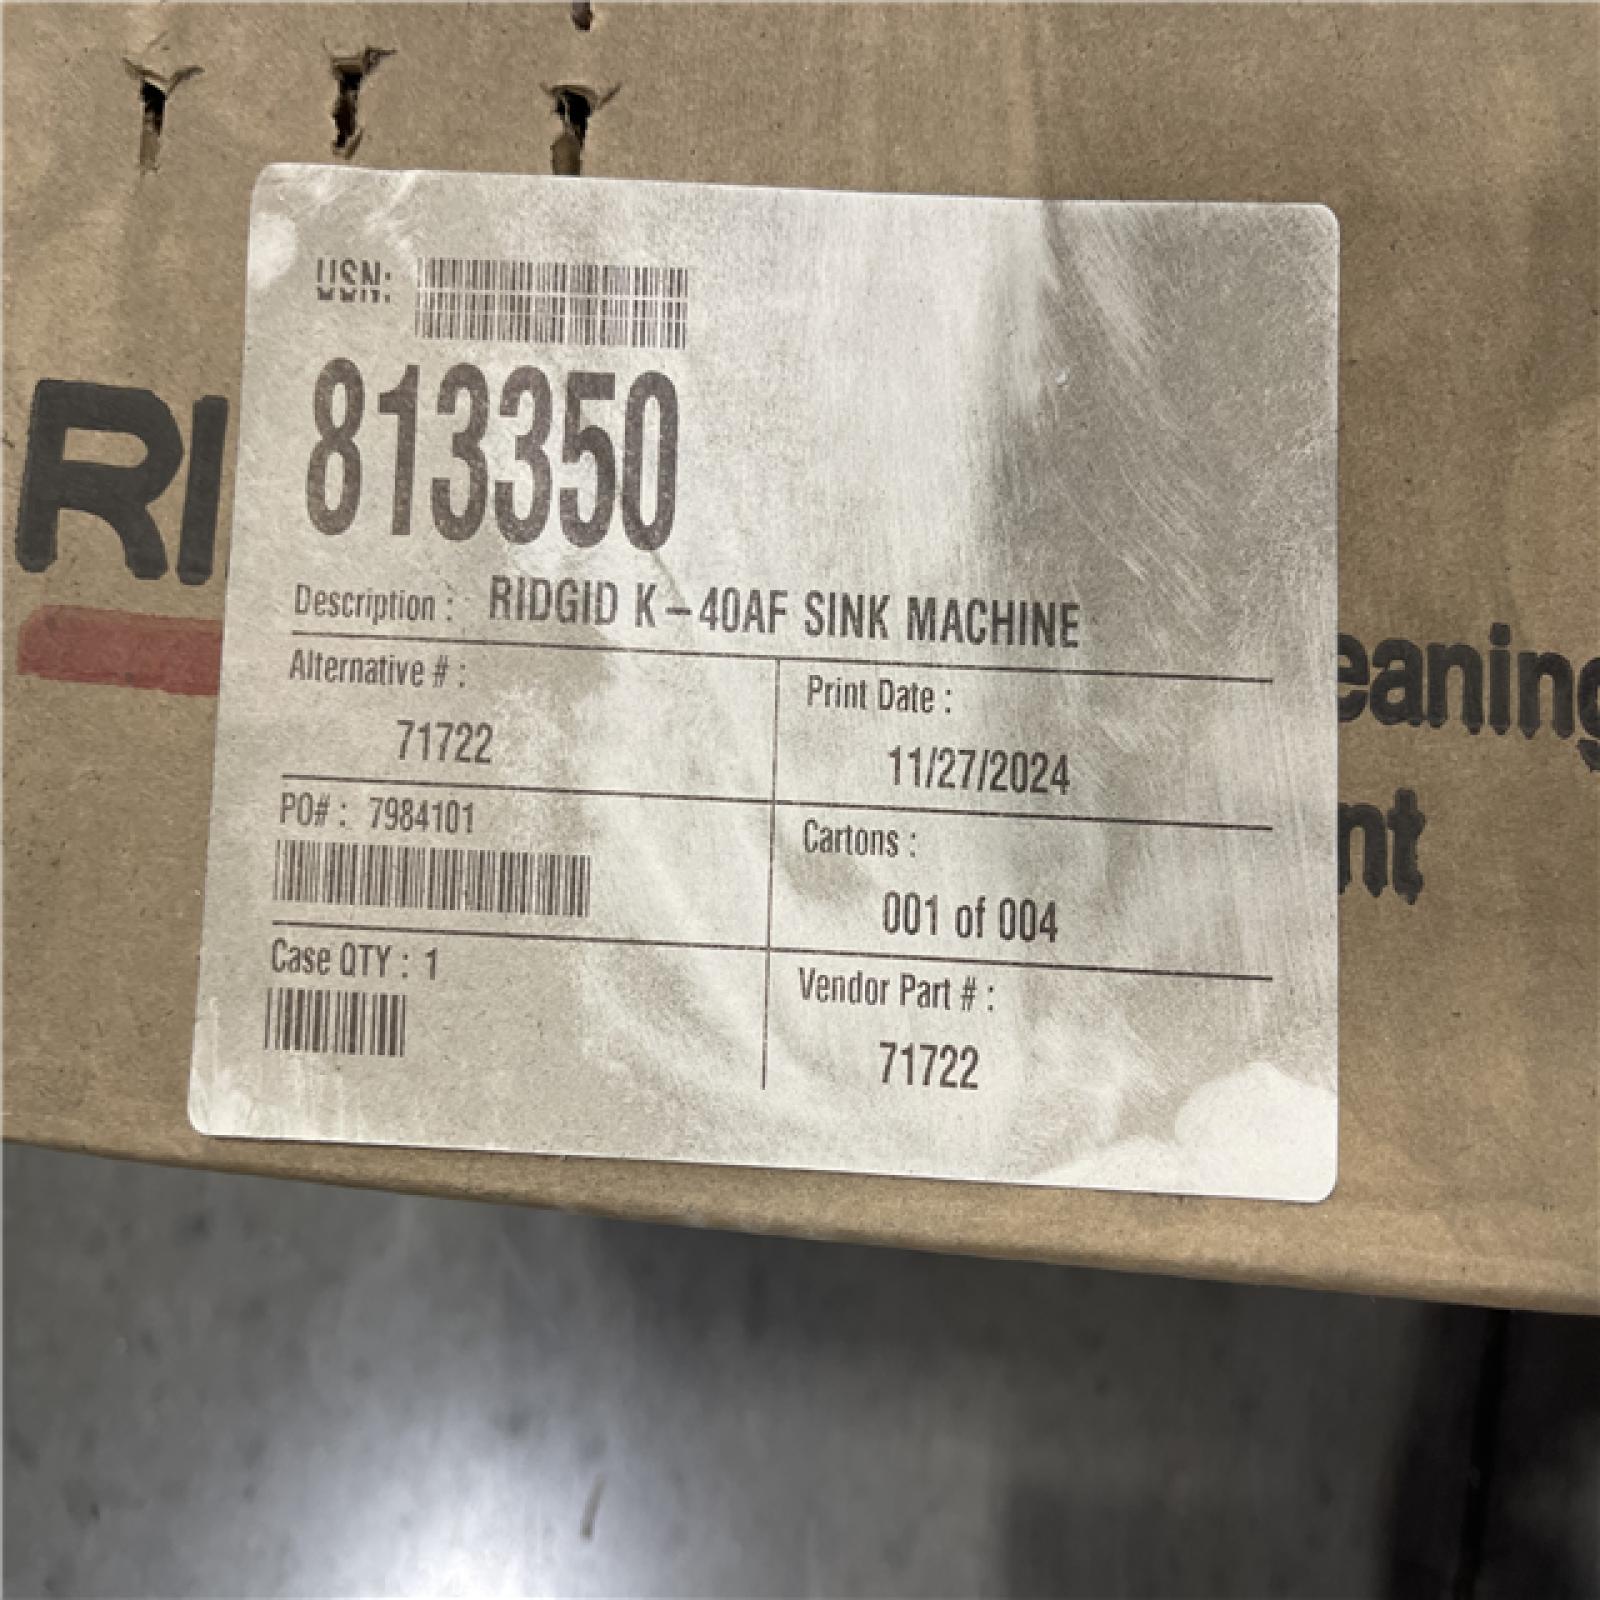 USN:
813350
RI
Description : RIDGID K-40AF SINK MACHINE
Alternative # :
71722
Print Date :
11/27/2024
eaning
PO# : 7984101
Cartons :
001 of 004
nt
Case QTY : 1
Vendor Part # :
71722